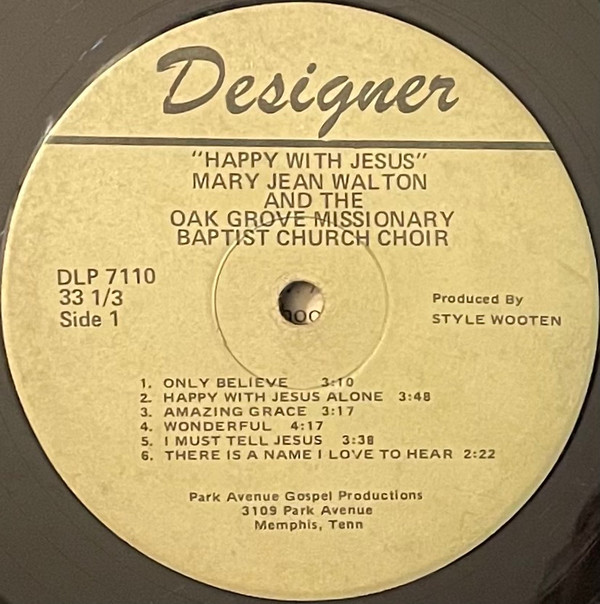 Designer
"HAPPY WITH JESUS"
MARY JEAN WALTON
AND THE
OAK GROVE MISSIONARY
BAPTIST CHURCH CHOIR
DLP 7110
33 1/3
Side 1
Produced By
STYLE WOOTEN
1. ONLY BELIEVE 3:10
2. HAPPY WITH JESUS ALONE 3:48
3. AMAZING GRACE 3:17
4. WONDERFUL 4:17
5. I MUST TELL JESUS 3:38
6. THERE IS A NAME I LOVE TO HEAR 2:22
Park Avenue Gospel Productions
3109 Park Avenue
Memphis, Tenn